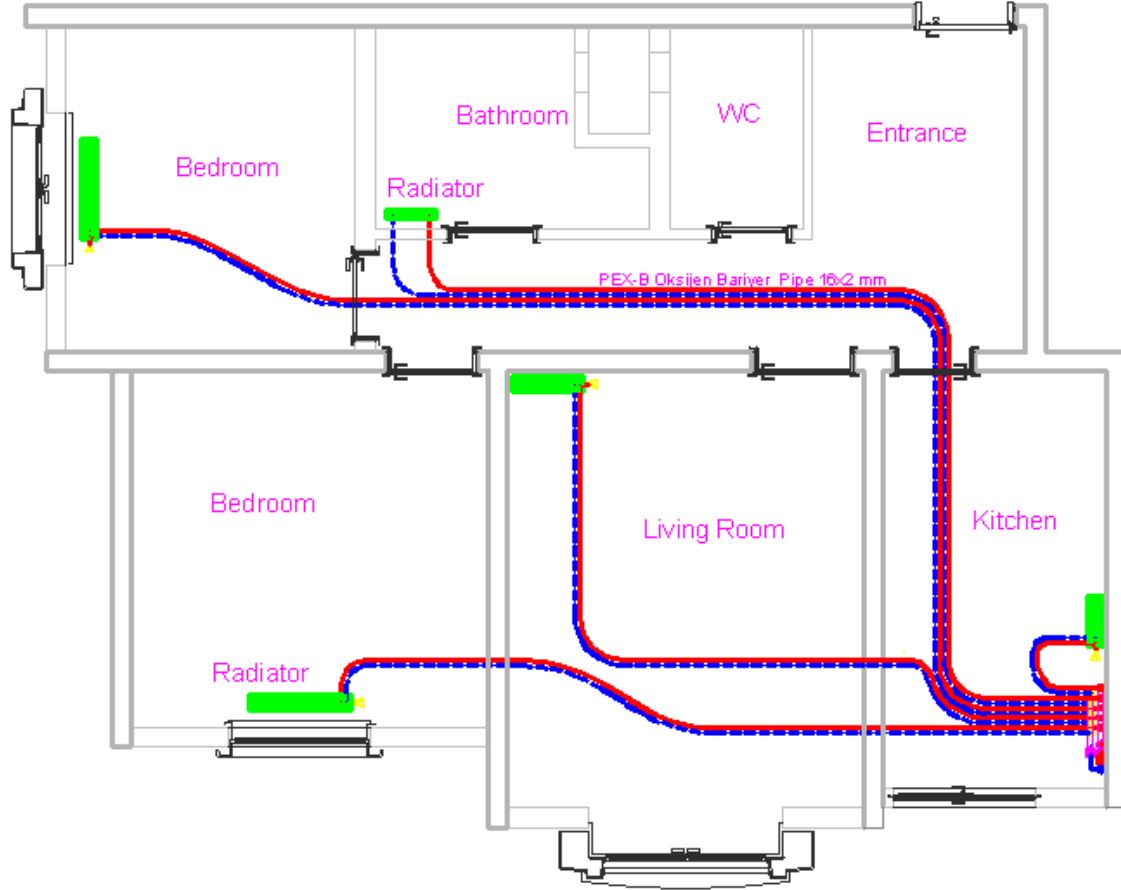 Bathroom
WC
Entrance
Bedroom
Radiator
PEX-B Oksijen Bariyer Pipe 16x2 mm
Bedroom
Living Room
Kitchen
Radiator